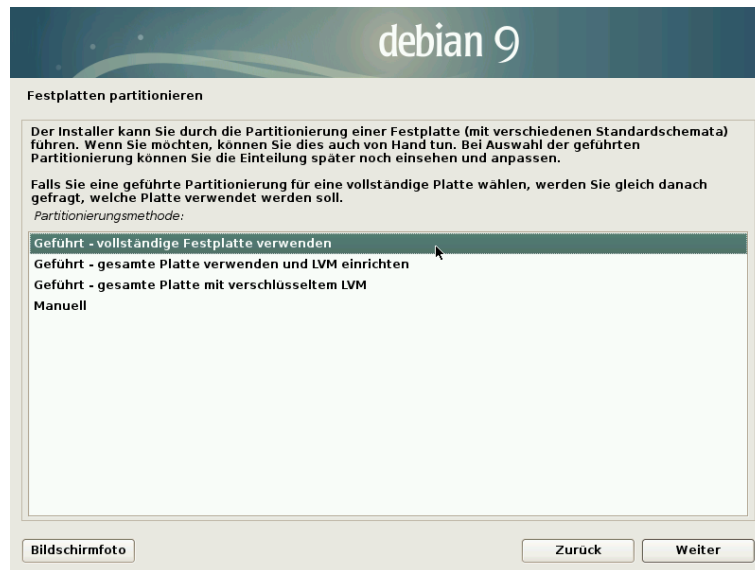 debian 9
Festplatten partitionieren
Der Installer kann Sie durch die Partitionierung einer Festplatte (mit verschiedenen Standardschemata)
führen. Wenn Sie möchten, können Sie dies auch von Hand tun. Bei Auswahl der geführten
Partitionierung können Sie die Einteilung später noch einsehen und anpassen.
Falls Sie eine geführte Partitionierung für eine vollständige Platte wählen, werden Sie gleich danach
gefragt, welche Platte verwendet werden soll.
Partitionierungsmethode:
Geführt - vollständige Festplatte verwenden
Geführt - gesamte Platte verwenden und LVM einrichten
Geführt - gesamte Platte mit verschlüsseltem LVM
Manuell
Bildschirmfoto
Zurück
Weiter